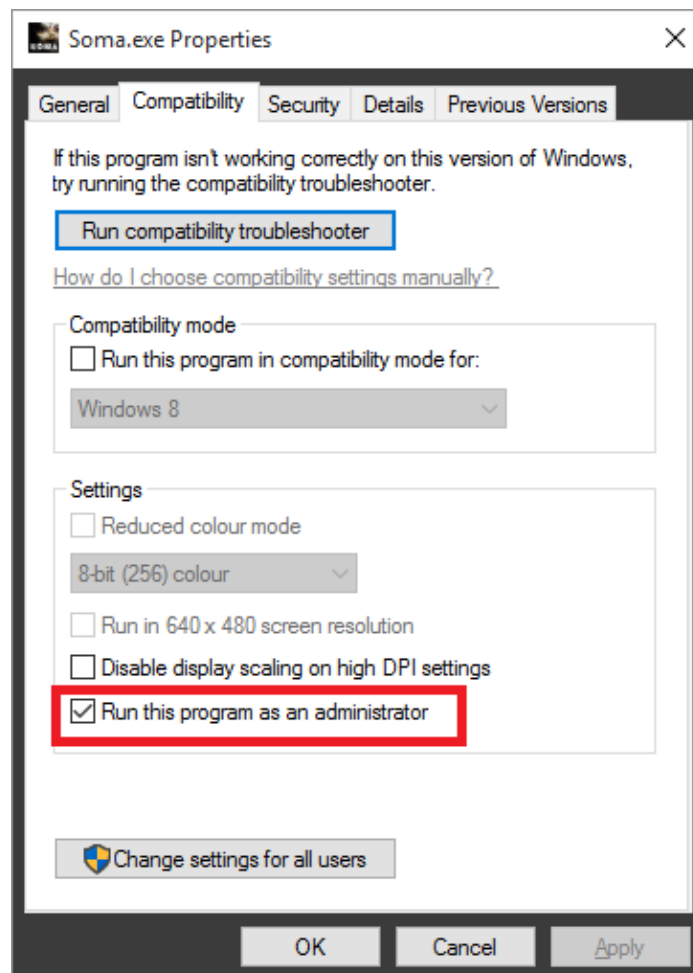 SOMA
Soma.exe Properties
General Compatibility Security Details Previous Versions
If this program isn't working correctly on this version of Windows,
try running the compatibility troubleshooter.
Run compatibility troubleshooter
How do I choose compatibility settings manually?
Compatibility mode
Run this program in compatibility mode for:
Windows 8
Settings
Reduced colour mode
8-bit (256) colour
Run in 640 x 480 screen resolution
Disable display scaling on high DPI settings
Run this program as an administrator
Change settings for all users
OK Cancel Apply